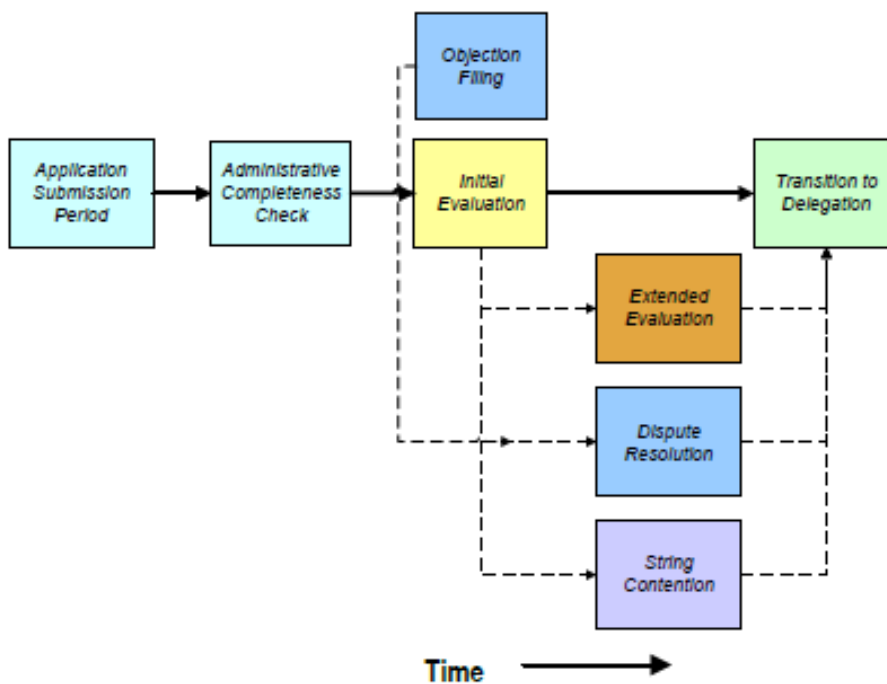 Objection
Filing
Application
Submission
Period
Administrative
Completeness
Check
Initial
Evaluation
Transition to
Delegation
Extended
Evaluation
Dispute
Resolution
String
Contention
Time